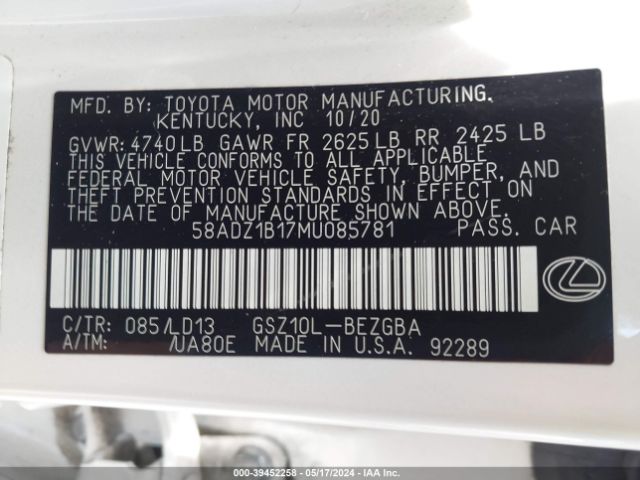 MFD. BY: TOYOTA MOTOR MANUFACTURING,
KENTUCKY, INC 10/20
GVWR: 4740LB GAWR FR 2625LB RR 2425 LB
THIS VEHICLE CONFORMS TO ALL APPLICABLE
FEDERAL MOTOR VEHICLE SAFETY, BUMPER, AND
THEFT PREVENTION STANDARDS IN EFFECT ON
THE DATE OF MANUFACTURE SHOWN ABOVE.
58ADZ1B17MU085781 PASS. CAR
C/TR: 085/LD13 GSZ10L-BEZGBA
A/TM: /UA80E MADE IN U.S.A. 92289
000-39452258 - 05/17/2024 - IAA Inc.